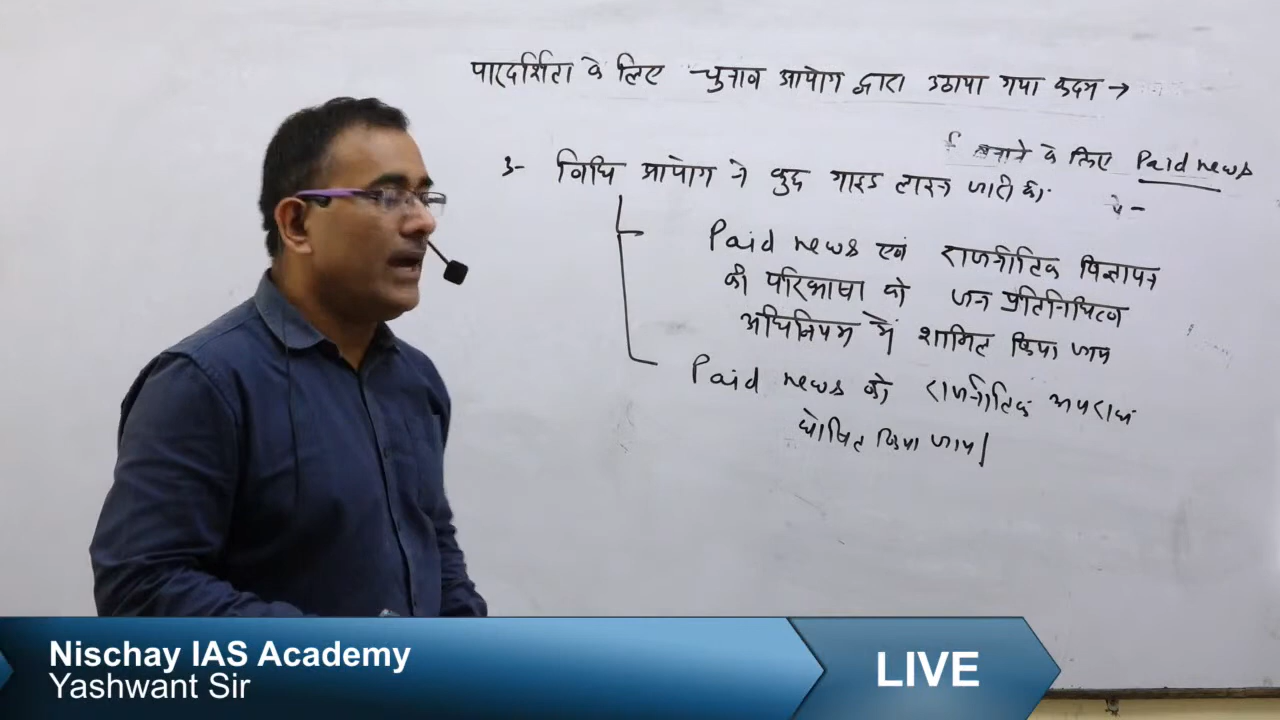 पारदर्शिता के लिए चुनाव आयोग द्वारा उठाया गया कदम →
बनाने के लिए Paid news
3- विधि आयोग ने कुछ गाइड लाइन जारी की.
Paid news एवं राजनीतिक विज्ञापन
की परिभाषा को जन प्रतिनिधित्व
अधिनियम में शामिल किया जाय
Paid news को राजनीतिक अपराध
घोषित किया जाय|
Nischay IAS Academy
Yashwant Sir
LIVE